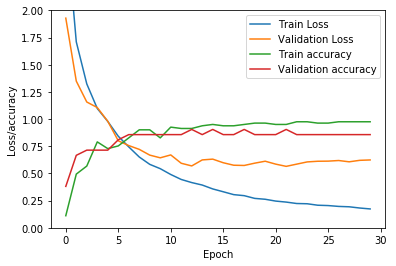 2.00
1.75
1.50
1.25
1.00
0.75
0.50
0.25
0.00
Loss/accuracy
Train Loss
Validation Loss
Train accuracy
Validation accuracy
0 5 10 15 20 25 30
Epoch